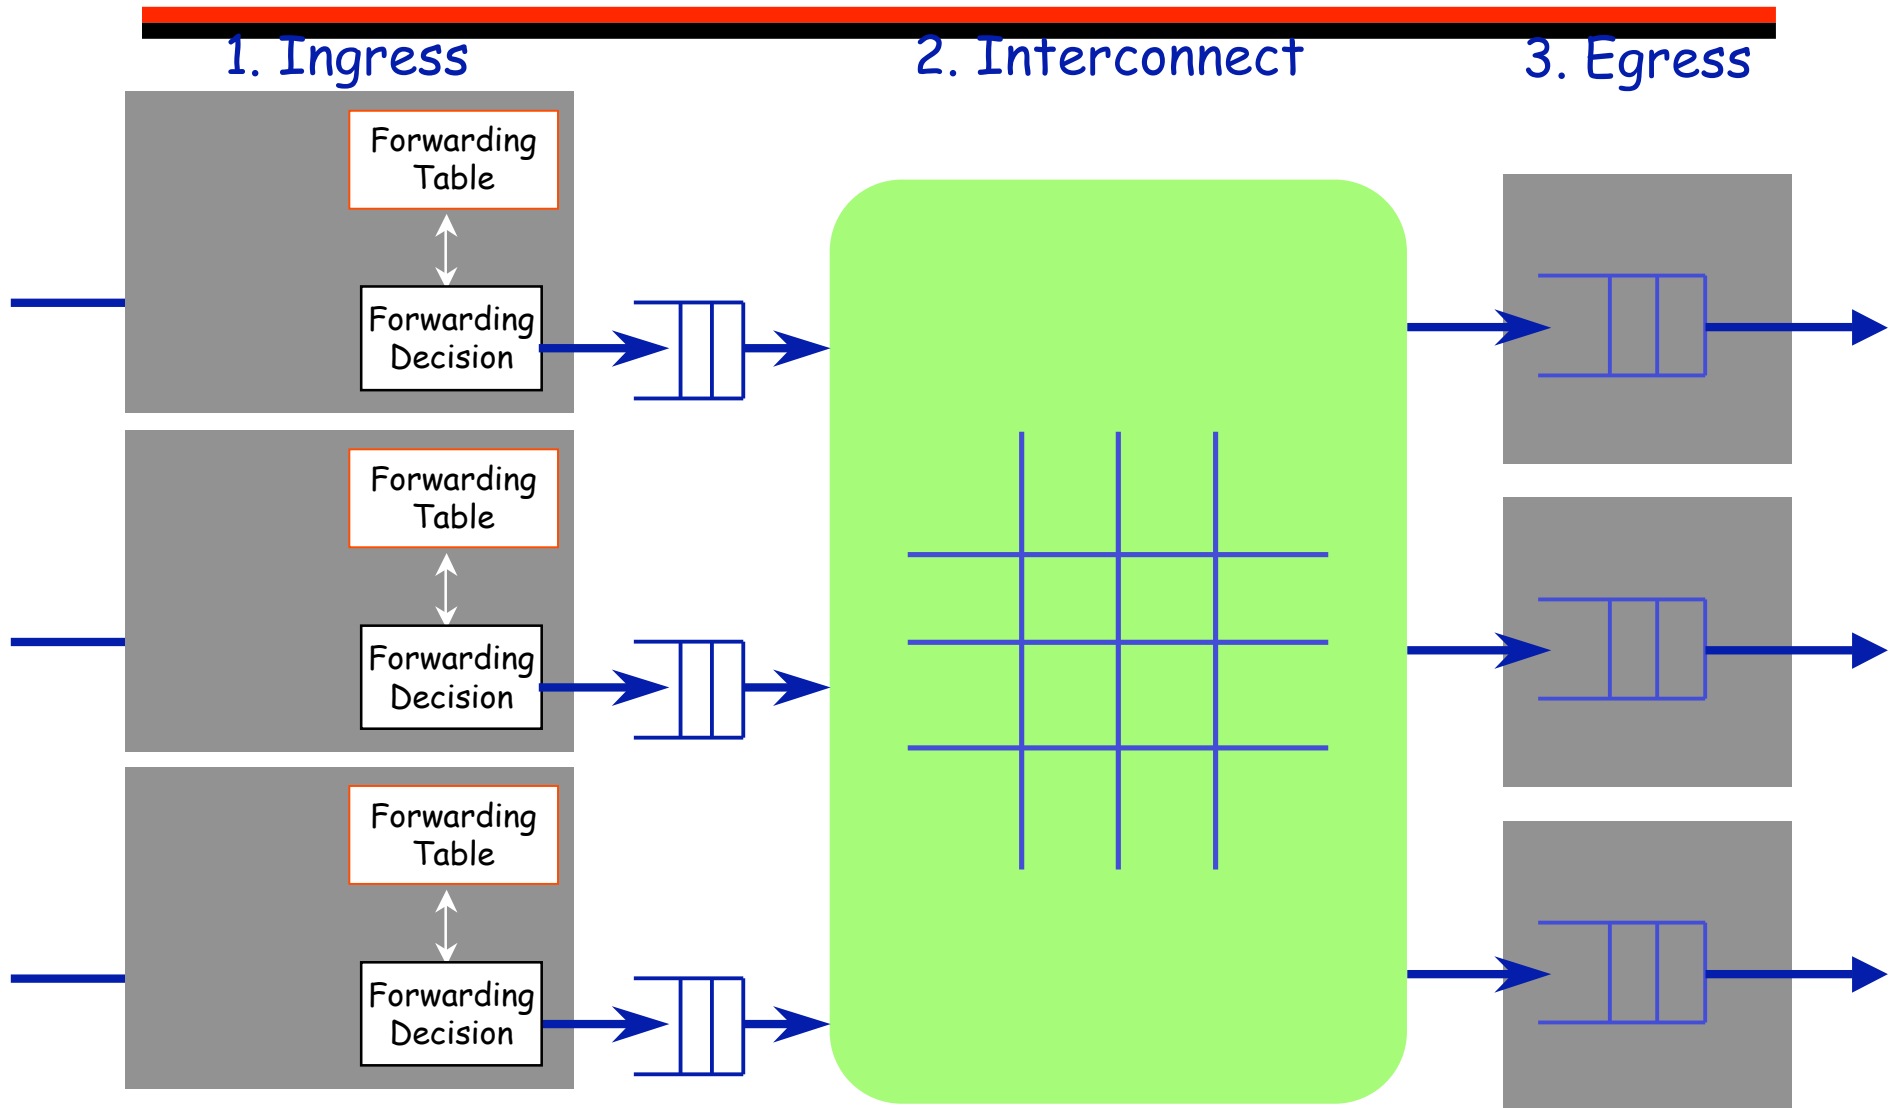 1. Ingress
2. Interconnect
3. Egress
Forwarding
Table
Forwarding
Decision
Forwarding
Table
Forwarding
Decision
Forwarding
Table
Forwarding
Decision